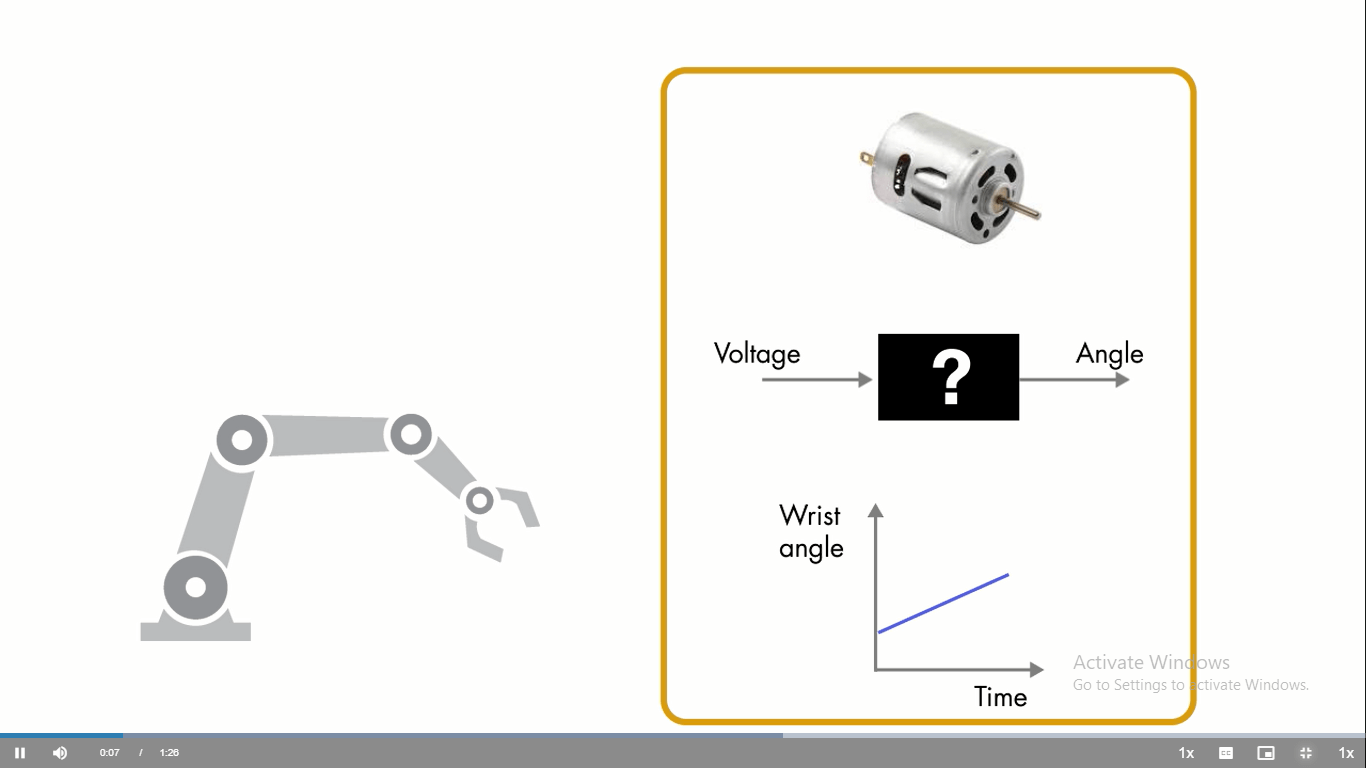 Voltage
?
Angle
Wrist
angle
Time
Activate Windows
Go to Settings to activate Windows.
0:07 / 1:26
1x
CC
1x